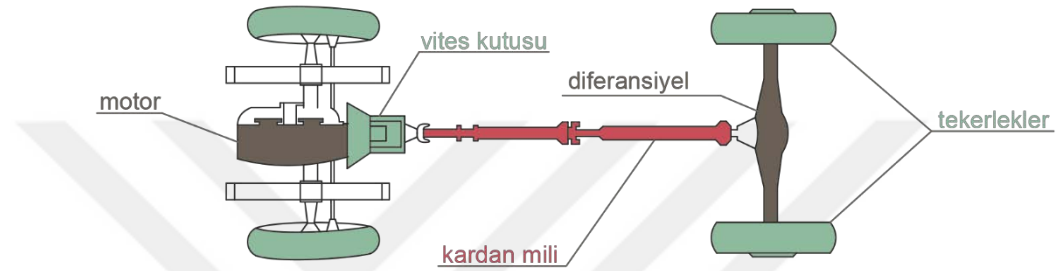 vites kutusu
motor
diferansiyel
tekerlekler
kardan mili